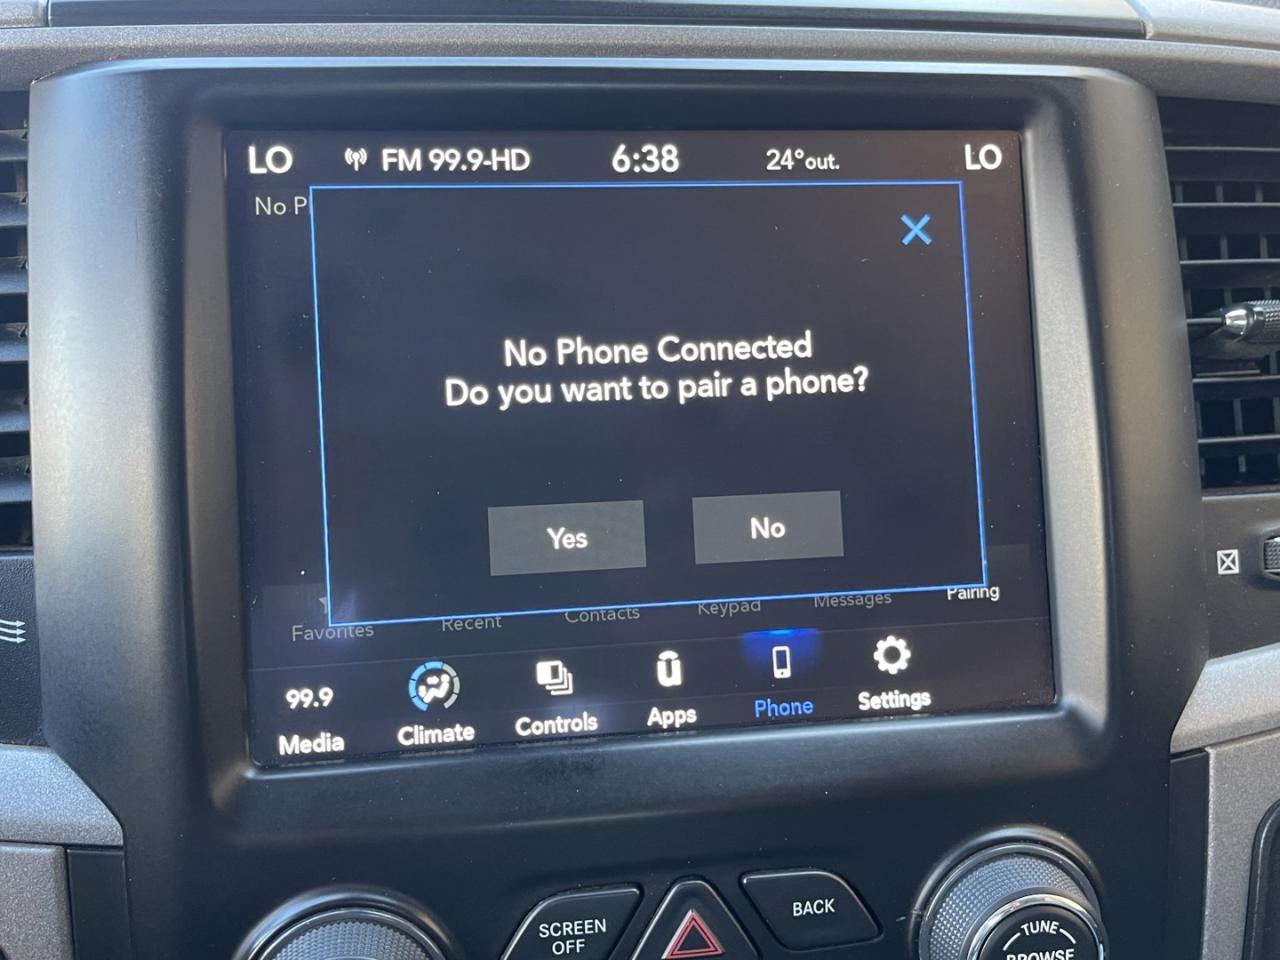 LO FM 99.9-HD 6:38 24°out. LO
No P
No Phone Connected
Do you want to pair a phone?
Yes No
Favorites Recent Contacts Keypad Messages Pairing
99.9
Media Climate Controls Apps Phone Settings
SCREEN
OFF
BACK
TUNE
BROWSE